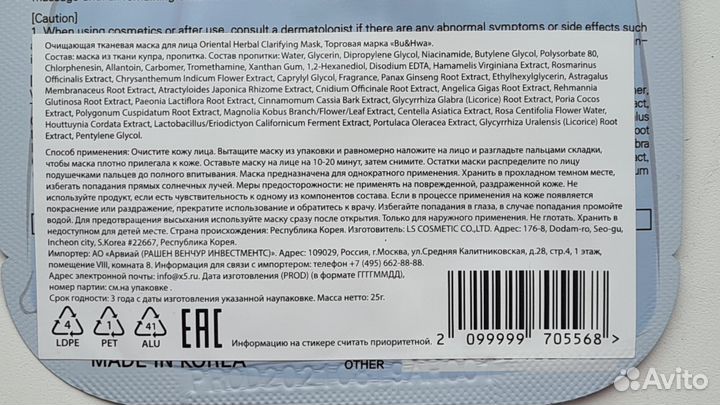 [Caution]
1. When using cosmetics or after use, consult a dermatologist if there are any abnormal symptoms or side effects such
Очищающая тканевая маска для лица Oriental Herbal Clarifying Mask, Торговая марка «Bu&Hwa».
Состав: маска из ткани купра, пропитка. Состав пропитки: Water, Glycerin, Dipropylene Glycol, Niacinamide, Butylene Glycol, Polysorbate 80,
Chlorphenesin, Allantoin, Carbomer, Tromethamine, Xanthan Gum, 1,2-Hexanediol, Disodium EDTA, Hamamelis Virginiana Extract, Rosmarinus
Officinalis Extract, Chrysanthemum Indicum Flower Extract, Caprylyl Glycol, Fragrance, Panax Ginseng Root Extract, Ethylhexylglycerin, Astragalus
Membranaceus Root Extract, Atractyloides Japonica Rhizome Extract, Cnidium Officinale Root Extract, Angelica Gigas Root Extract, Rehmannia
Glutinosa Root Extract, Paeonia Lactiflora Root Extract, Cinnamomum Cassia Bark Extract, Glycyrrhiza Glabra (Licorice) Root Extract, Poria Cocos
Extract, Polygonum Cuspidatum Root Extract, Magnolia Kobus Branch/Flower/Leaf Extract, Centella Asiatica Extract, Rosa Centifolia Flower Water,
Houttuynia Cordata Extract, Lactobacillus/Eriodictyon Californicum Ferment Extract, Portulaca Oleracea Extract, Glycyrrhiza Uralensis (Licorice)
Root Extract, Pentylene Glycol.
Способ применения: Очистите кожу лица. Вытащите маску из упаковки и равномерно наложите на лицо и разгладьте пальцами складки,
чтобы маска плотно прилегала к коже. Оставьте маску на лице на 10-20 минут, затем снимите. Остатки маски распределите по лицу
подушечками пальцев до полного впитывания. Маска предназначена для однократного применения. Хранить в прохладном темном месте,
избегать попадания прямых солнечных лучей. Меры предосторожности: не применять на поврежденной, раздраженной коже. Не
используйте продукт, если есть чувствительность к одному из компонентов состава. Если в процессе применения на коже появляется
покраснение или раздражение, прекратите использование и обратитесь к врачу. Избегайте попадания в глаза, в случае попадания промойте
водой. Для предотвращения высыхания используйте маску сразу после открытия. Только для наружного применения. Не глотать. Хранить в
недоступном для детей месте. Страна происхождения: Республика Корея. Изготовитель: LS COSMETIC CO.,LTD. Адрес: 176-8, Dodam-ro, Seo-gu,
Incheon city, S.Korea #22667, Республика Корея.
Импортер: АО «Арвиай (РАШЕН ВЕНЧУР ИНВЕСТМЕНТС)». Адрес: 109029, Россия, г.Москва, ул.Средняя Калитниковская, д.28, стр.4, 1 этаж,
помещение VIII, комната 8. Информация для связи с импортером: телефон +7 (495) 662-88-88.
Адрес электронной почты: info@x5.ru. Дата изготовления (PROD) (в формате ГГГГММДД),
номер партии: см.на упаковке .
Срок годности: 3 года с даты изготовления указанной наупаковке. Масса нетто: 25г.
4 LDPE
1 PET
41 ALU
EAC
Информацию на стикере считать приоритетной.
2 099999 705568 >
MADE IN KOREA
OTHER
Avito